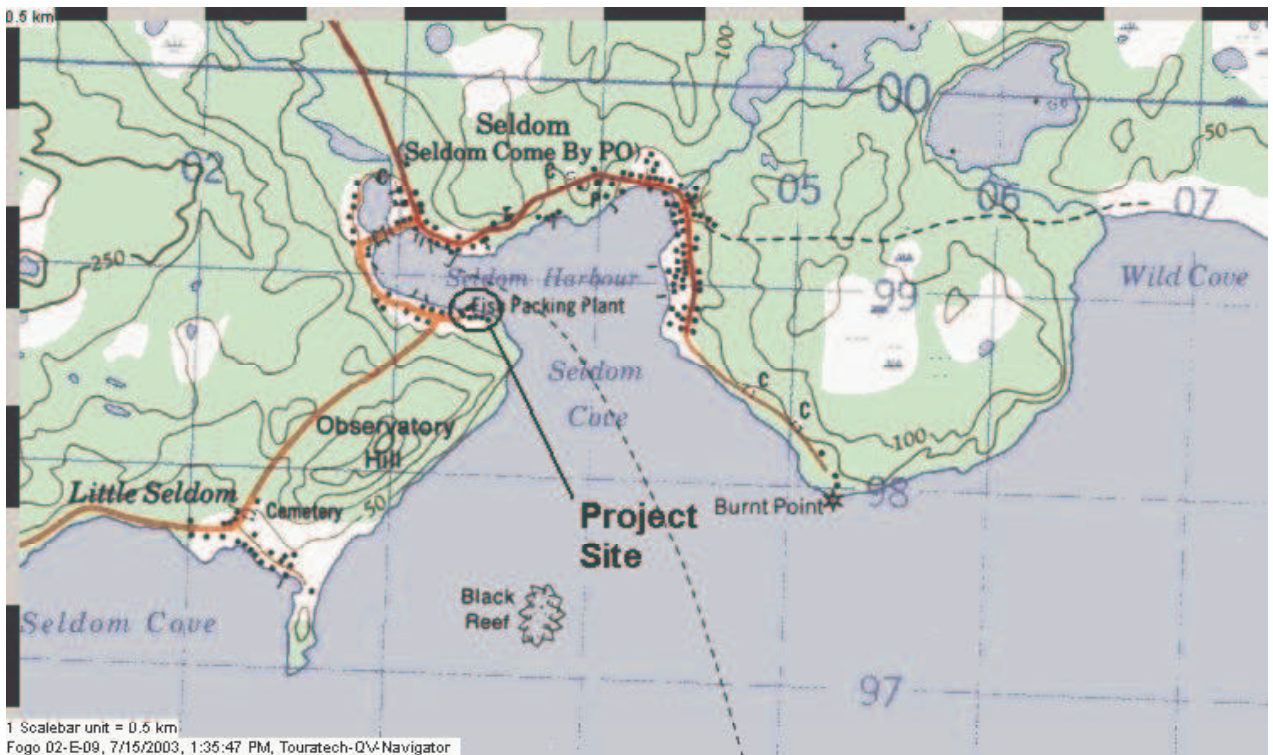 0.5 km
100
00
50
Seldom
(Seldom Come By PO)
C
C
02
05
06
07
P
250
Seldom Harbour
Wild Cove
99
Fish Packing Plant
Seldom
Cove
C
C
Observatory
Hill
100
50
Little Seldom
Cemetery
Burnt Point
98
Project
Site
Black
Reef
Seldom Cove
97
1 Scalebar unit = 0.5 km
Fogo 02-E-09, 7/15/2003, 1:35:47 PM, Touratech-QV-Navigator